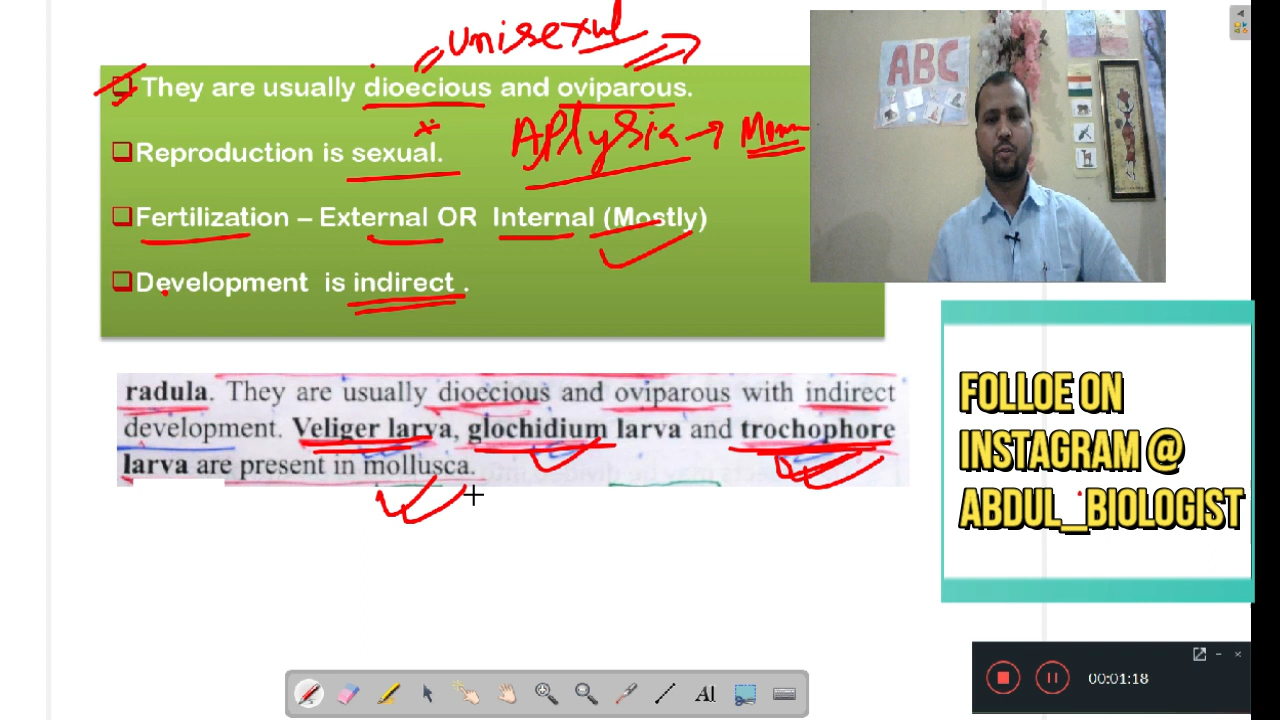 unisexul
They are usually dioecious and oviparous.
Aplysia →
Reproduction is sexual.
Fertilization – External OR Internal (Mostly)
Development is indirect .
radula. They are usually dioecious and oviparous with indirect
development. Veliger larva, glochidium larva and trochophore
larva are present in mollusca.
ABC
FOLLOE ON
INSTAGRAM @
ABDUL_BIOLOGIST
AI
00:01:18